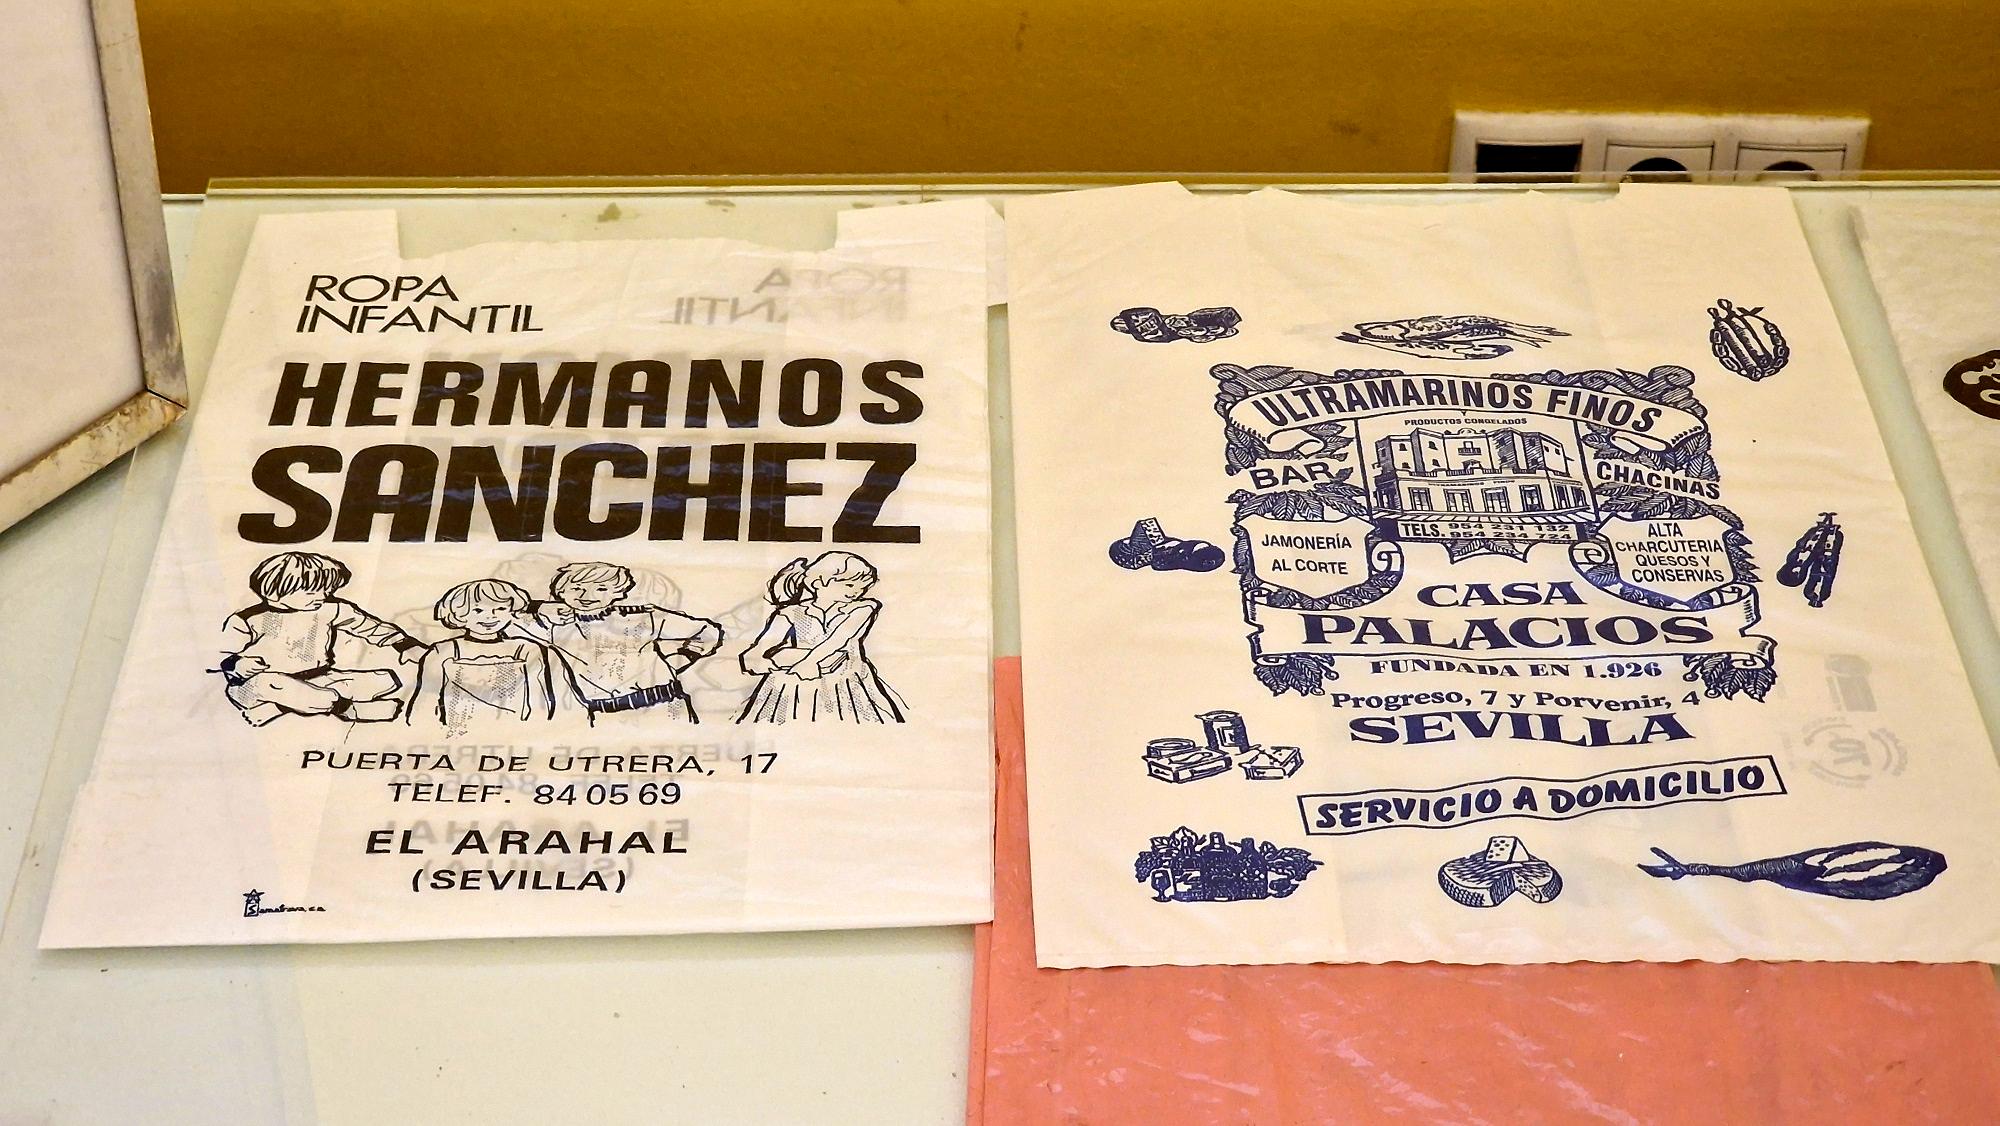 ROPA
INFANTIL
HERMANOS
SANCHEZ
PUERTA DE UTRERA, 17
TELEF. 84 05 69
EL ARAHAL
(SEVILLA)
ULTRAMARINOS FINOS
PRODUCTOS CONGELADOS
BAR
CHACINAS
TELS. 954 231 132
954 234 724
JAMONERÍA
AL CORTE
ALTA
CHARCUTERIA
QUESOS Y
CONSERVAS
CASA
PALACIOS
FUNDADA EN 1.926
Progreso, 7 y Porvenir, 4
SEVILLA
SERVICIO A DOMICILIO